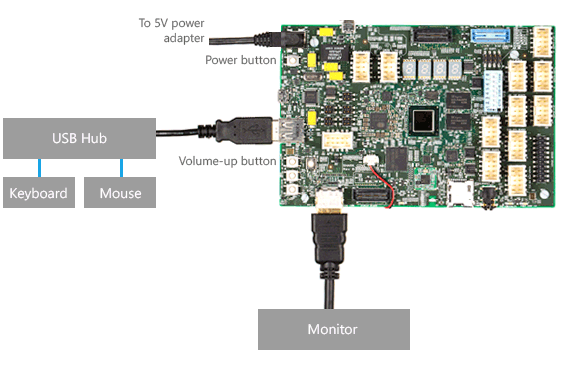 To 5V power
adapter
Power button
USB Hub
Volume-up button
Keyboard
Mouse
Monitor